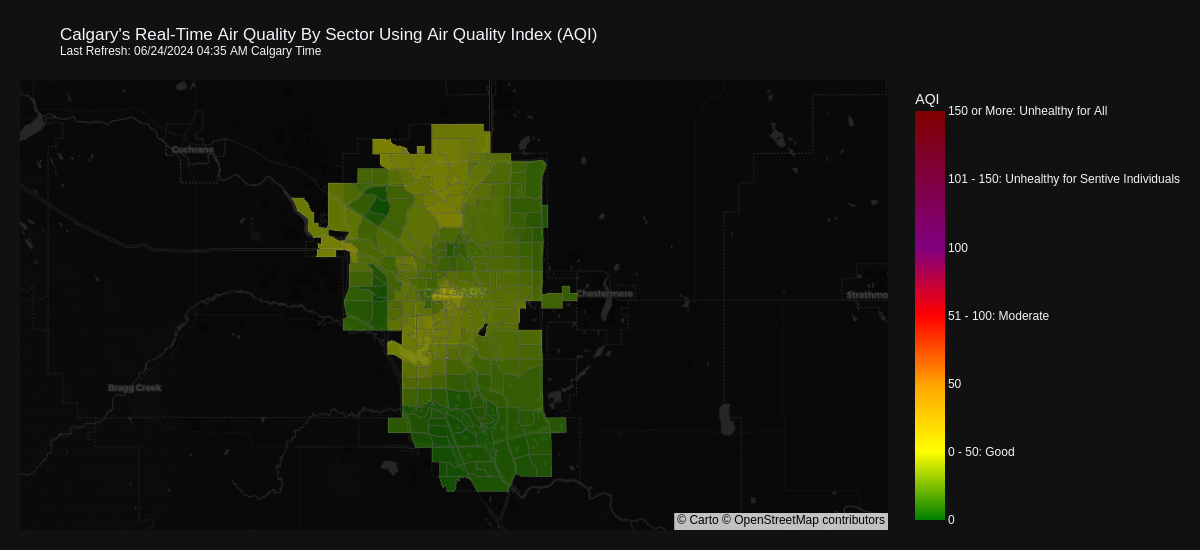 Calgary's Real-Time Air Quality By Sector Using Air Quality Index (AQI)
Last Refresh: 06/24/2024 04:35 AM Calgary Time
AQI
150 or More: Unhealthy for All
101 - 150: Unhealthy for Sentive Individuals
100
51 - 100: Moderate
50
0 - 50: Good
0
Cochrane
CALGARY
Chestermere
Strathmo
Bragg Creek
© Carto © OpenStreetMap contributors